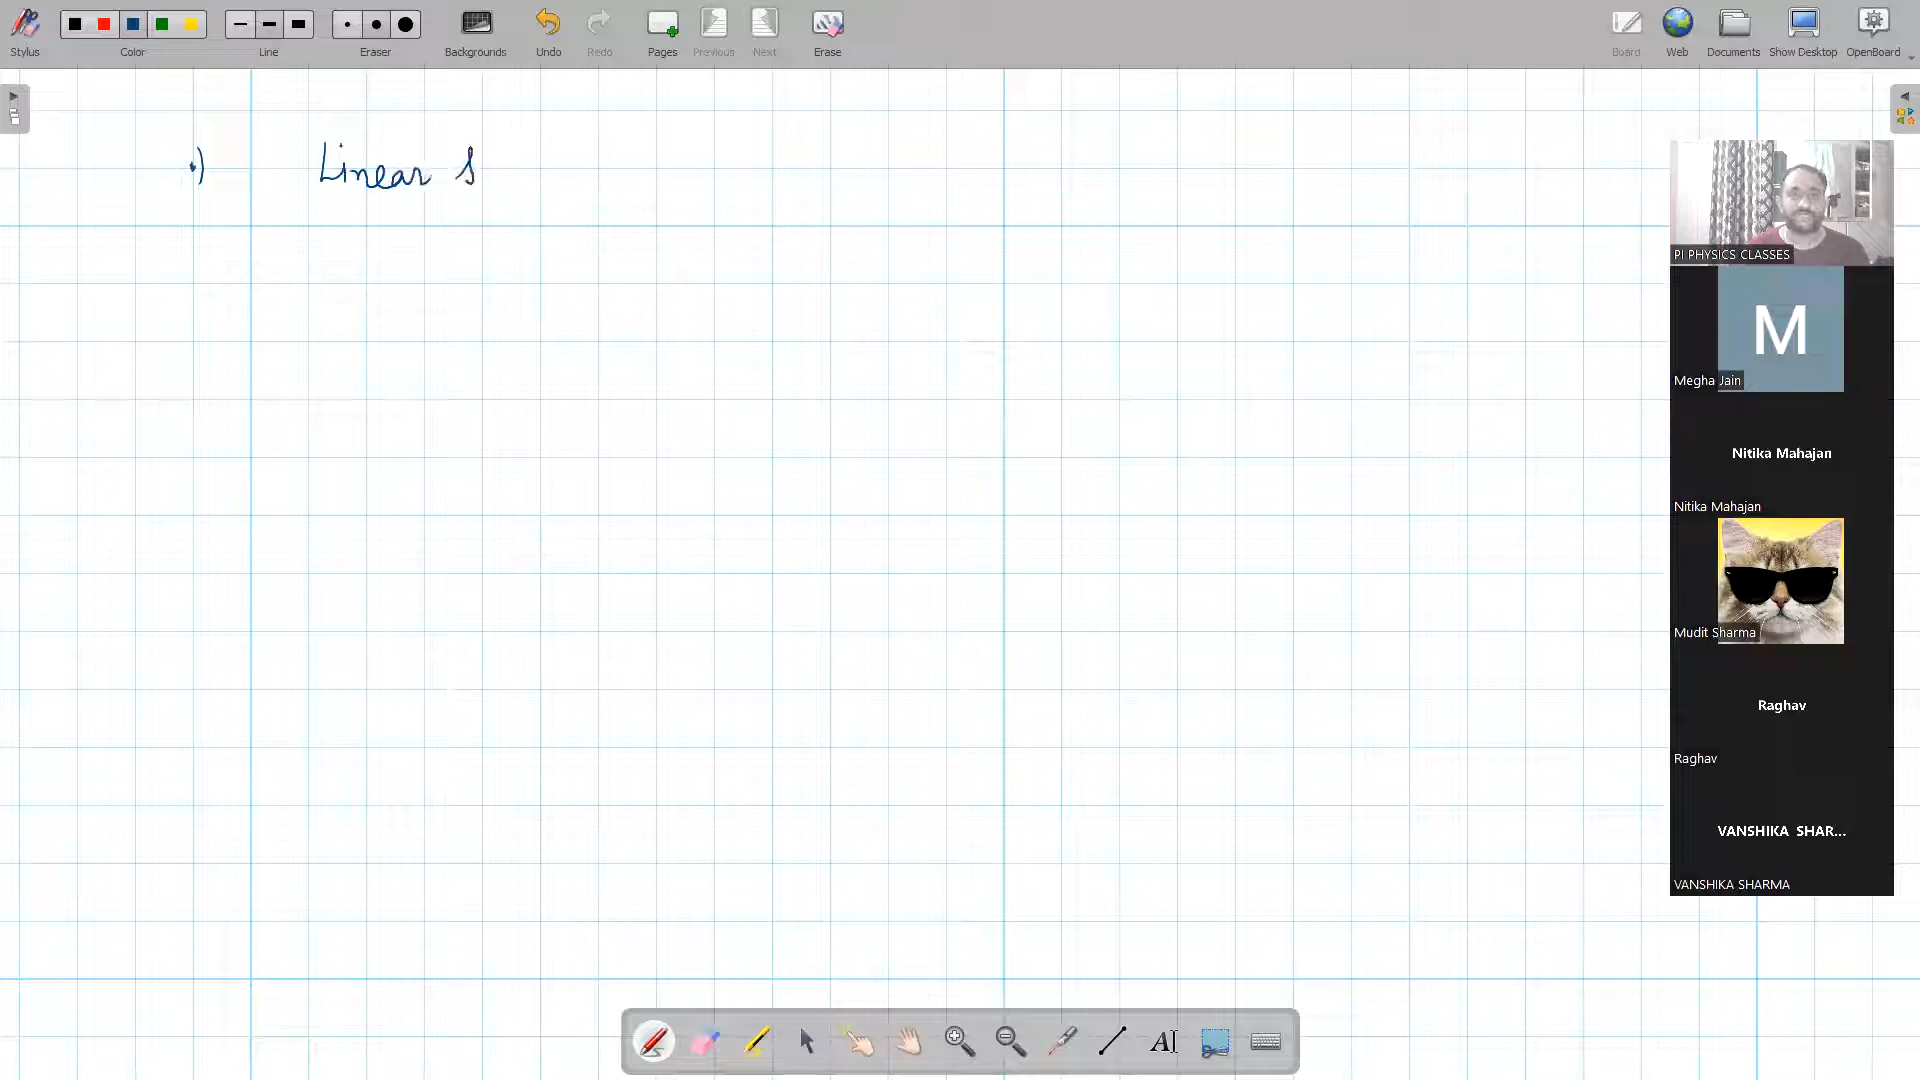 Stylus
Color
Line
Eraser
Backgrounds
Undo
Redo
Pages
Previous
Next
Erase
Board
Web
Documents
Show Desktop
OpenBoard
Linear S
PI PHYSICS CLASSES
M
Megha Jain
Nitika Mahajan
Nitika Mahajan
Mudit Sharma
Raghav
Raghav
VANSHIKA SHAR...
VANSHIKA SHARMA